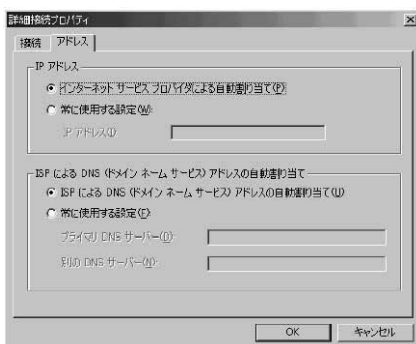 詳細接続プロパティ
接続
アドレス
IP アドレス
インターネット サービス プロバイダによる自動割り当て(P)
常に使用する設定(W):
IP アドレス(I):
ISP による DNS (ドメイン ネーム サービス) アドレスの自動割り当て
ISP による DNS (ドメイン ネーム サービス) アドレスの自動割り当て(U)
常に使用する設定(E):
プライマリ DNS サーバー(D):
別の DNS サーバー(N):
OK
キャンセル